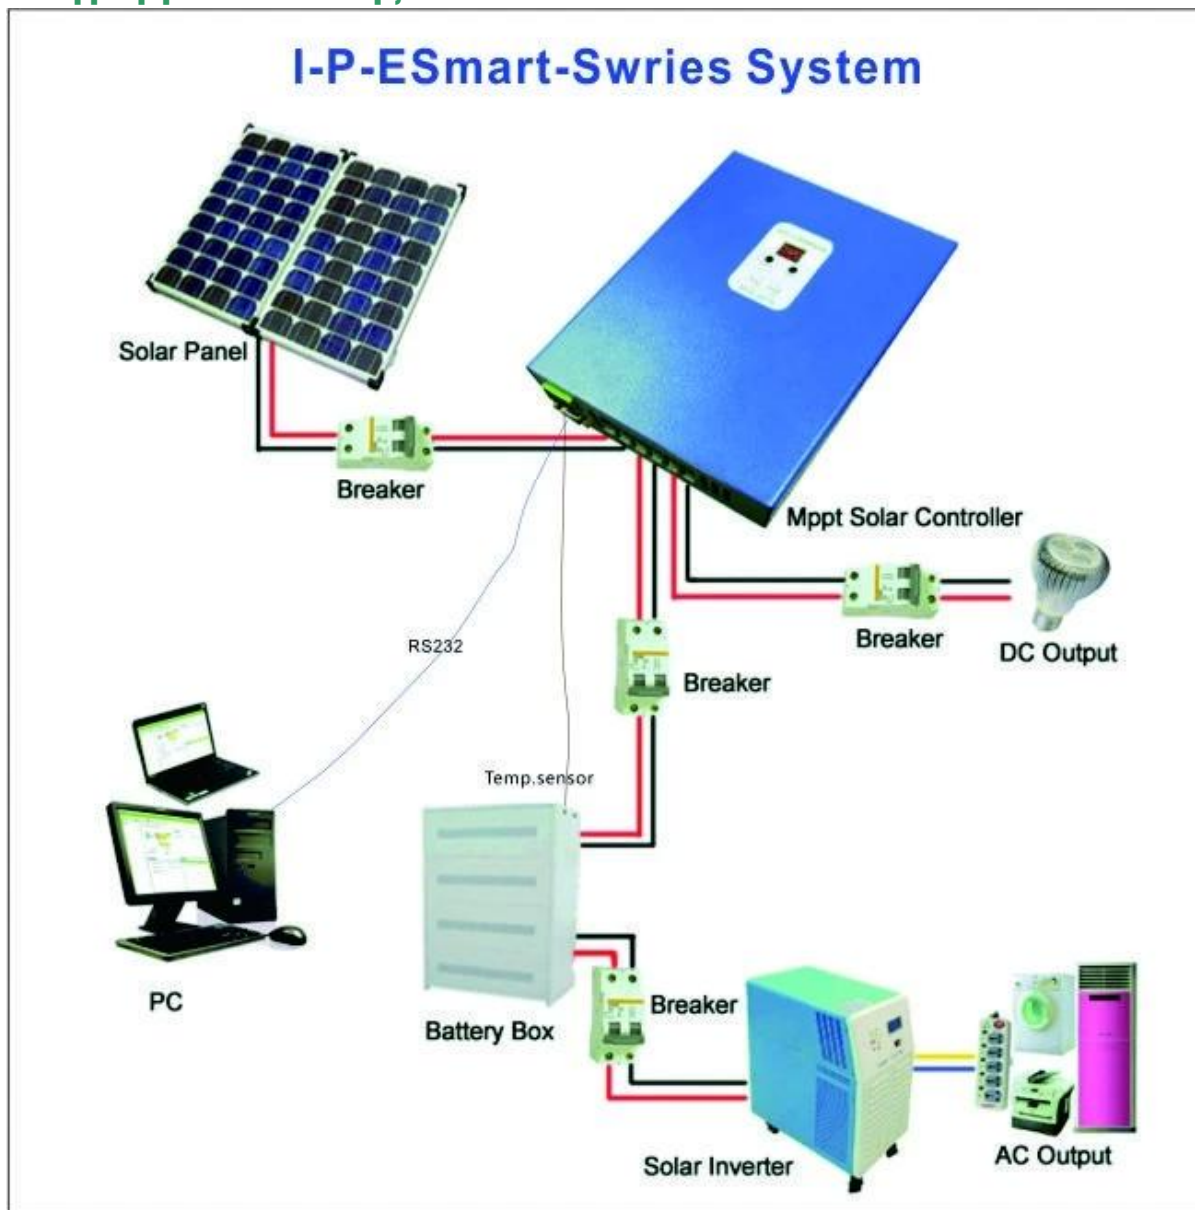 I-P-ESmart-Swries System
Solar Panel
Breaker
Mppt Solar Controller
Breaker
DC Output
RS232
Breaker
Temp.sensor
PC
Battery Box
Breaker
Solar Inverter
AC Output